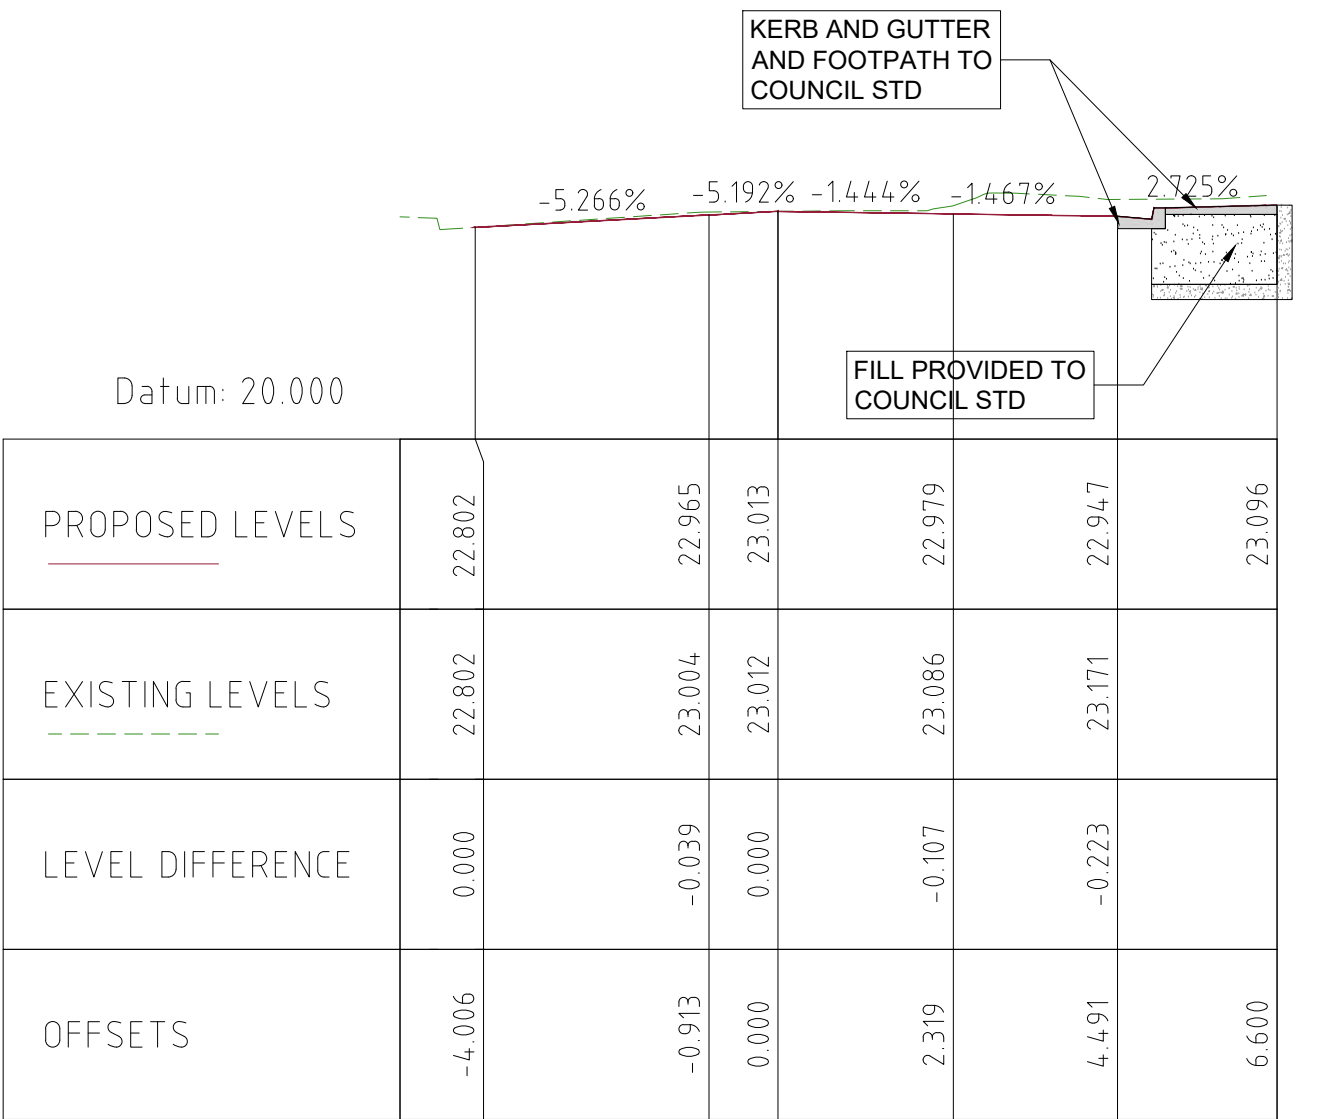 KERB AND GUTTER
AND FOOTPATH TO
COUNCIL STD
-5.266%
-5.192%
-1.444%
-1.467%
2.725%
FILL PROVIDED TO
COUNCIL STD
Datum: 20.000
PROPOSED LEVELS
22.802
22.965
23.013
22.979
22.947
23.096
EXISTING LEVELS
22.802
23.004
23.012
23.086
23.171
LEVEL DIFFERENCE
0.000
-0.039
0.000
-0.107
-0.223
OFFSETS
-4.006
-0.913
0.000
2.319
4.491
6.600